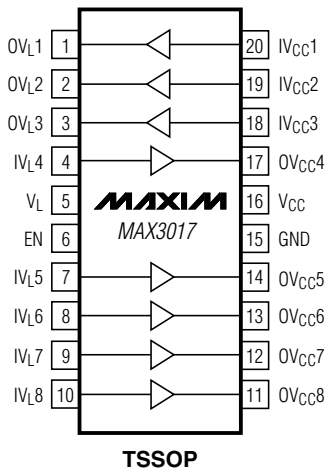 OVL1 1 20 IVCC1
OVL2 2 19 IVCC2
OVL3 3 18 IVCC3
IVL4 4 17 OVCC4
VL 5 MAXIM 16 VCC
EN 6 MAX3017 15 GND
IVL5 7 14 OVCC5
IVL6 8 13 OVCC6
IVL7 9 12 OVCC7
IVL8 10 11 OVCC8
TSSOP